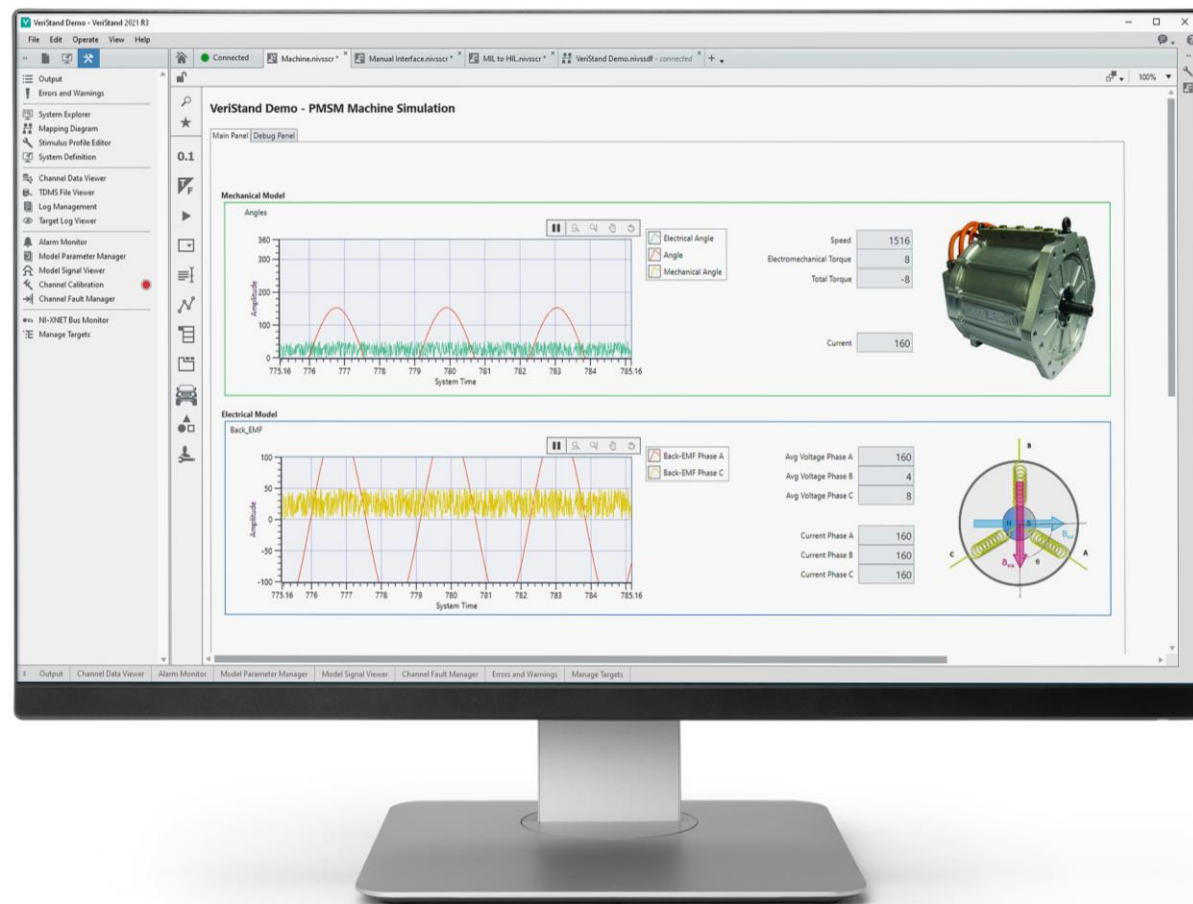 VeriStand Demo - VeriStand 2021 R3
File Edit Operate View Help
Connected Machine.nivsscr * Manual Interface.nivsscr * MIL to HIL.nivsscr * VeriStand Demo.nivssdf - connected
100%
Output
Errors and Warnings
System Explorer
Mapping Diagram
Stimulus Profile Editor
System Definition
Channel Data Viewer
TDMS File Viewer
Log Management
Target Log Viewer
Alarm Monitor
Model Parameter Manager
Model Signal Viewer
Channel Calibration
Channel Fault Manager
NI-XNET Bus Monitor
Manage Targets
0.1
T F
VeriStand Demo - PMSM Machine Simulation
Main Panel Debug Panel
Mechanical Model
Angles
Amplitude
360
300
200
100
0
775.16 776 777 778 779 780 781 782 783 784 785.16
System Time
Electrical Angle
Angle
Mechanical Angle
Speed 1516
Electromechanical Torque 8
Total Torque -8
Current 160
Electrical Model
Back_EMF
Amplitude
100
50
0
-50
-100
775.16 776 777 778 779 780 781 782 783 784 785.16
System Time
Back-EMF Phase A
Back-EMF Phase C
Avg Voltage Phase A 160
Avg Voltage Phase B 4
Avg Voltage Phase C 8
Current Phase A 160
Current Phase B 160
Current Phase C 160
B
N S
C θ A
Output Channel Data Viewer Alarm Monitor Model Parameter Manager Model Signal Viewer Channel Fault Manager Errors and Warnings Manage Targets